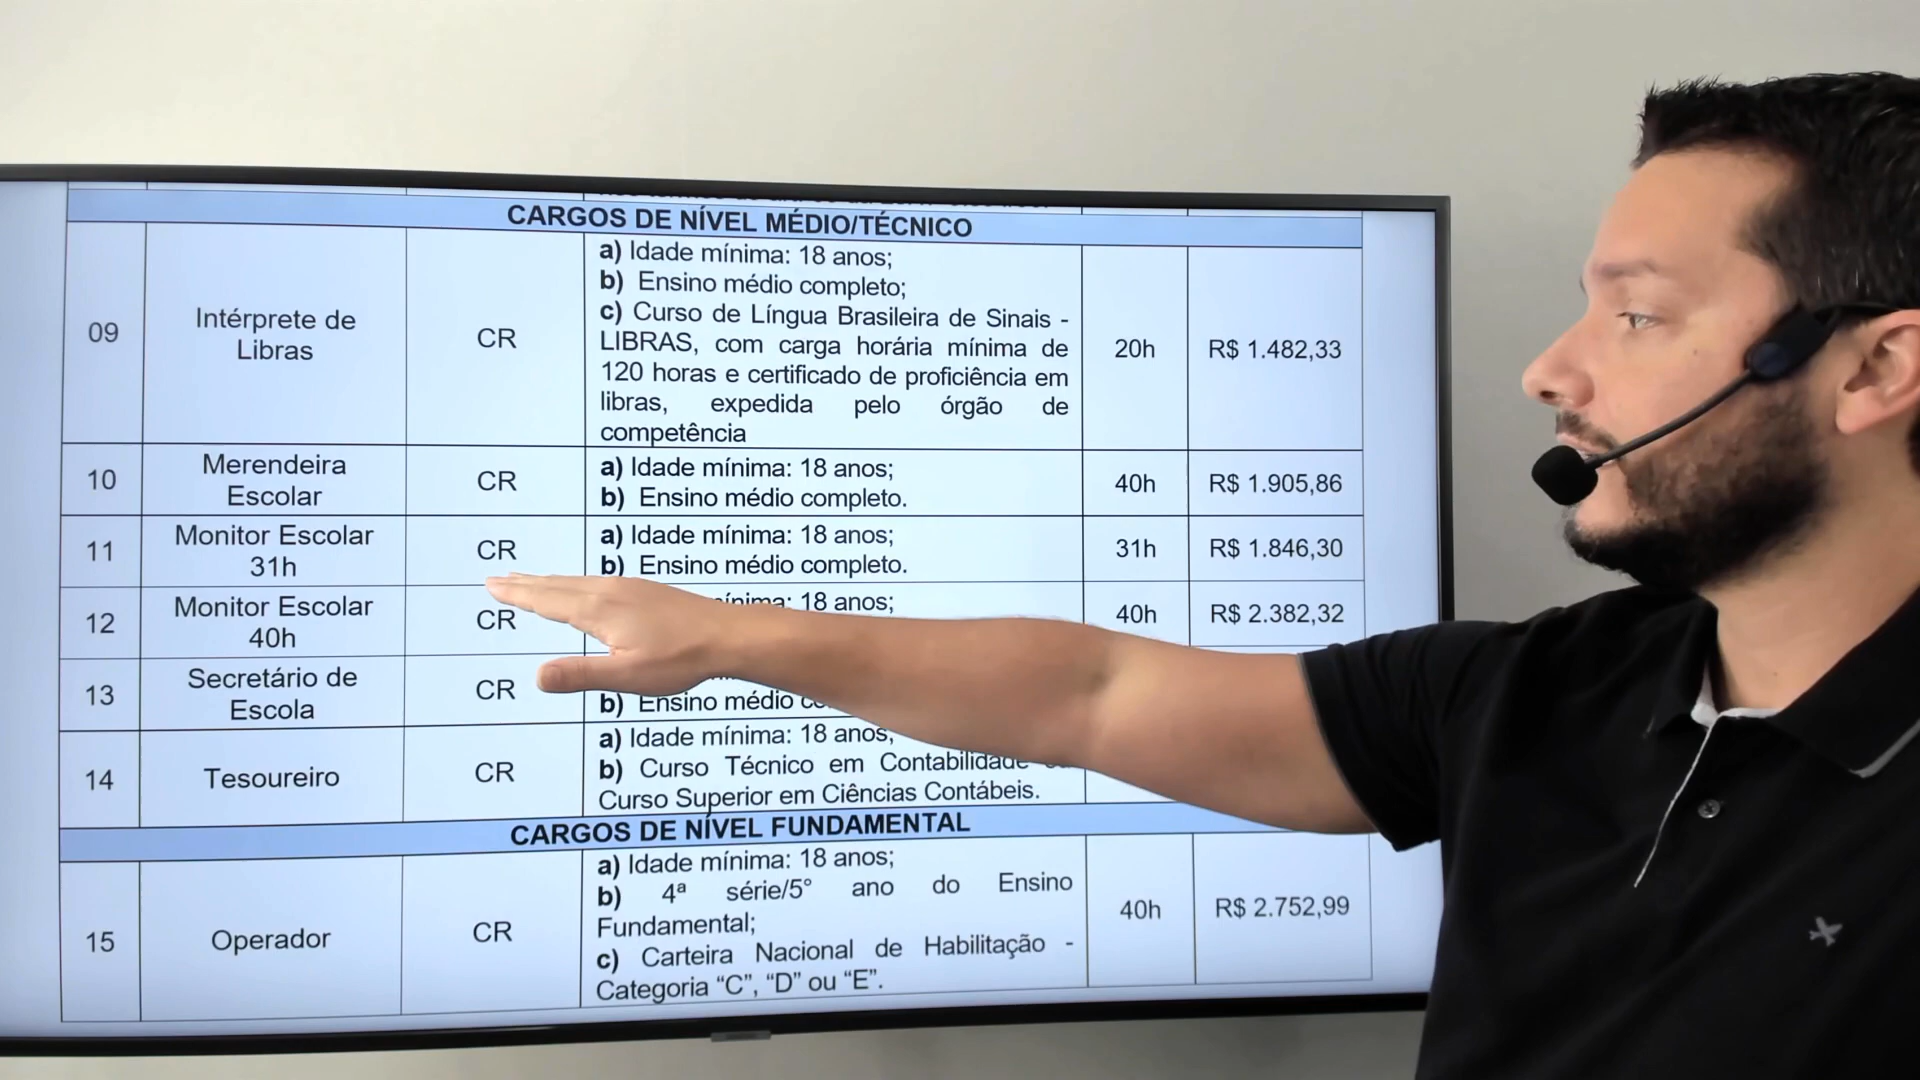 CARGOS DE NÍVEL MÉDIO/TÉCNICO
09
Intérprete de
Libras
CR
a) Idade mínima: 18 anos;
b) Ensino médio completo;
c) Curso de Língua Brasileira de Sinais -
LIBRAS, com carga horária mínima de
120 horas e certificado de proficiência em
libras, expedida pelo órgão de
competência
20h
R$ 1.482,33
10
Merendeira
Escolar
CR
a) Idade mínima: 18 anos;
b) Ensino médio completo.
40h
R$ 1.905,86
11
Monitor Escolar
31h
CR
a) Idade mínima: 18 anos;
b) Ensino médio completo.
31h
R$ 1.846,30
12
Monitor Escolar
40h
CR
18 anos;
40h
R$ 2.382,32
13
Secretário de
Escola
CR
b) Ensino médio
14
Tesoureiro
CR
a) Idade mínima: 18 anos;
b) Curso Técnico em Contabilidade
Curso Superior em Ciências Contábeis.
CARGOS DE NÍVEL FUNDAMENTAL
15
Operador
CR
a) Idade mínima: 18 anos;
b) 4ª série/5° ano do Ensino
Fundamental;
c) Carteira Nacional de Habilitação -
Categoria “C”, “D” ou “E”.
40h
R$ 2.752,99